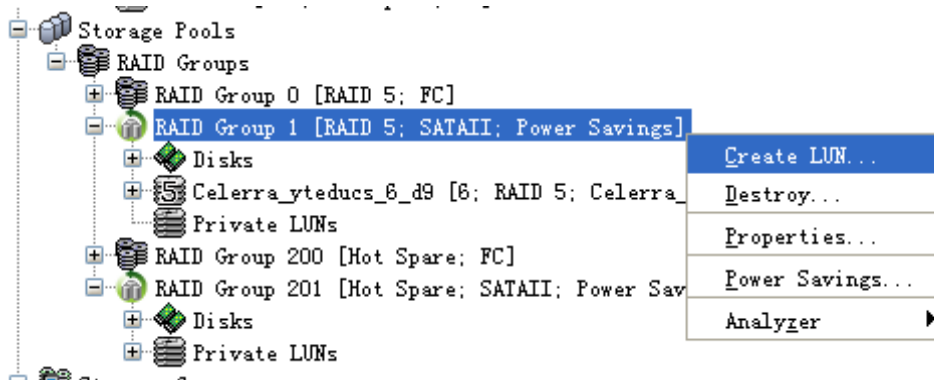 Storage Pools
RAID Groups
RAID Group 0 [RAID 5; FC]
RAID Group 1 [RAID 5; SATAII; Power Savings]
Disks
Celerra_yteducs_6_d9 [6; RAID 5; Celerra_
Private LUNs
RAID Group 200 [Hot Spare; FC]
RAID Group 201 [Hot Spare; SATAII; Power Sav
Disks
Private LUNs
Create LUN...
Destroy...
Properties...
Power Savings...
Analyzer